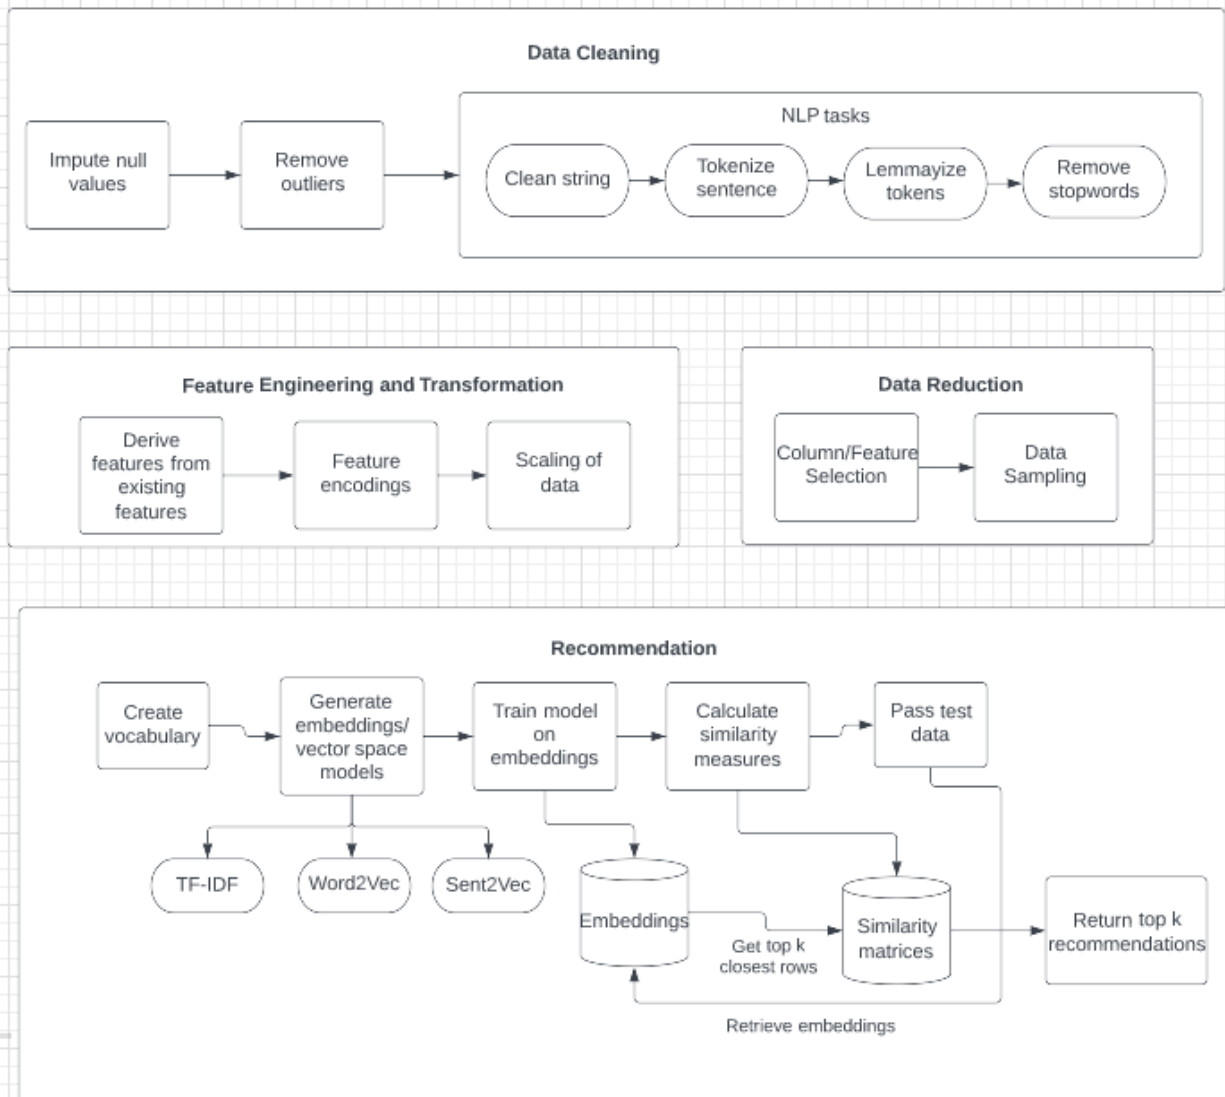 Data Cleaning
NLP tasks
Impute null
values
Remove
outliers
Clean string
Tokenize
sentence
Lemmayize
tokens
Remove
stopwords
Feature Engineering and Transformation
Derive
features from
existing
features
Feature
encodings
Scaling of
data
Data Reduction
Column/Feature
Selection
Data
Sampling
Recommendation
Create
vocabulary
Generate
embeddings/
vector space
models
Train model
on
embeddings
Calculate
similarity
measures
Pass test
data
TF-IDF
Word2Vec
Sent2Vec
Embeddings
Get top k
closest rows
Similarity
matrices
Return top k
recommendations
Retrieve embeddings